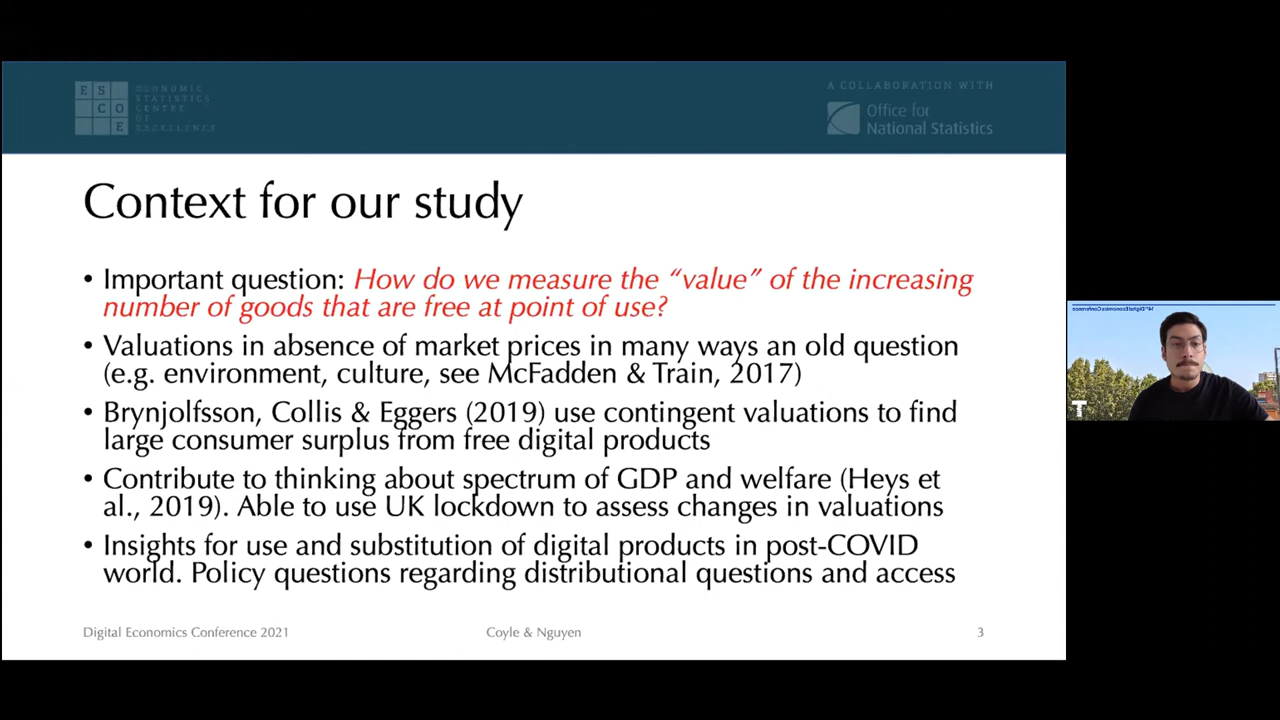 E S C O E
ECONOMIC
STATISTICS
CENTRE
OF
EXCELLENCE
A COLLABORATION WITH
Office for
National Statistics
Context for our study
• Important question: How do we measure the “value” of the increasing
number of goods that are free at point of use?
• Valuations in absence of market prices in many ways an old question
(e.g. environment, culture, see McFadden & Train, 2017)
• Brynjolfsson, Collis & Eggers (2019) use contingent valuations to find
large consumer surplus from free digital products
• Contribute to thinking about spectrum of GDP and welfare (Heys et
al., 2019). Able to use UK lockdown to assess changes in valuations
• Insights for use and substitution of digital products in post-COVID
world. Policy questions regarding distributional questions and access
Digital Economics Conference 2021
Coyle & Nguyen
3
T